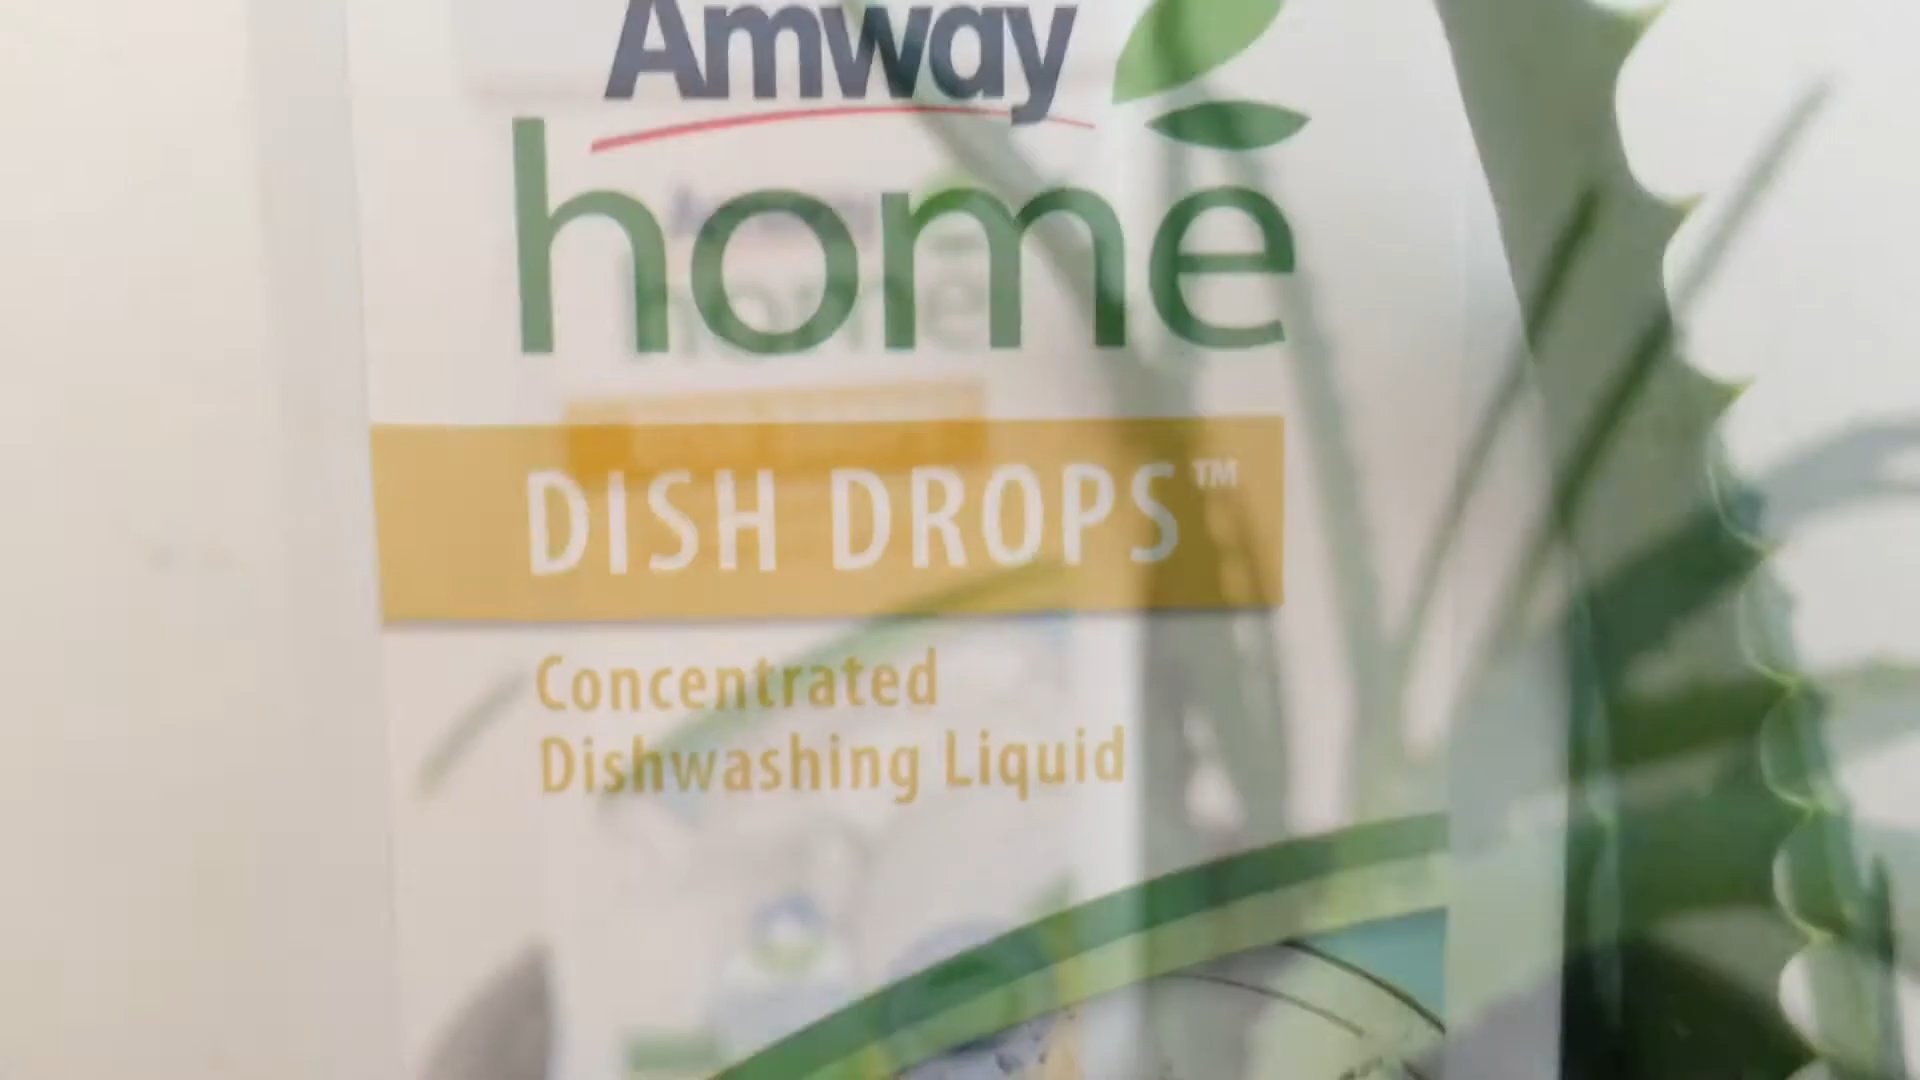 Amway
home
DISH DROPS™
Concentrated
Dishwashing Liquid